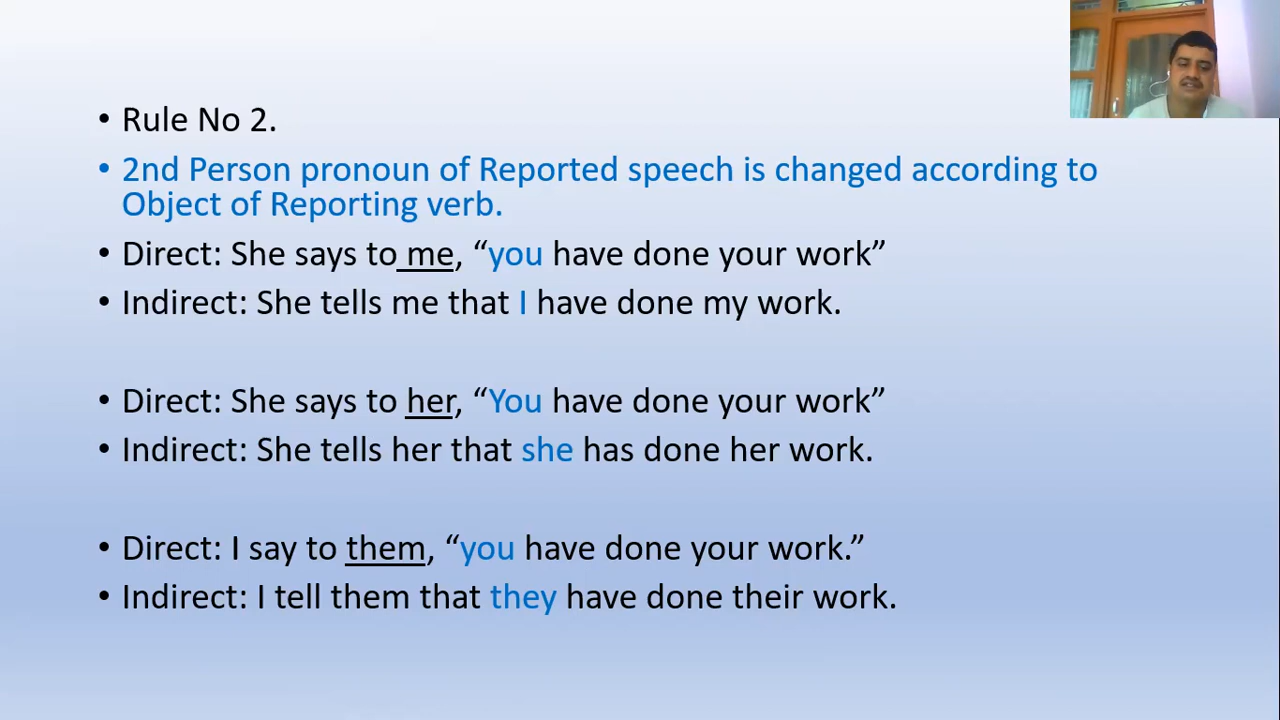 • Rule No 2.
• 2nd Person pronoun of Reported speech is changed according to
Object of Reporting verb.
• Direct: She says to me, “you have done your work”
• Indirect: She tells me that I have done my work.
• Direct: She says to her, “You have done your work”
• Indirect: She tells her that she has done her work.
• Direct: I say to them, “you have done your work.”
• Indirect: I tell them that they have done their work.